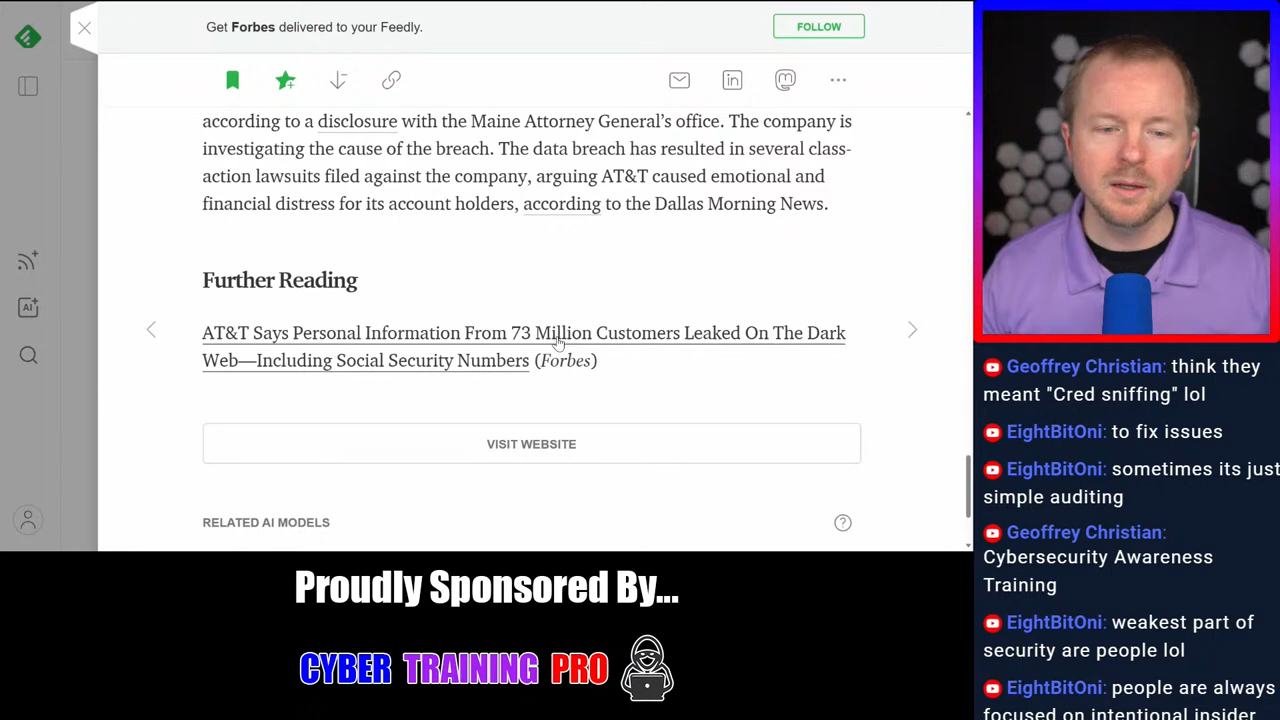 Get Forbes delivered to your Feedly.
FOLLOW
according to a disclosure with the Maine Attorney General's office. The company is
investigating the cause of the breach. The data breach has resulted in several class-
action lawsuits filed against the company, arguing AT&T caused emotional and
financial distress for its account holders, according to the Dallas Morning News.
Further Reading
AT&T Says Personal Information From 73 Million Customers Leaked On The Dark
Web—Including Social Security Numbers (Forbes)
VISIT WEBSITE
RELATED AI MODELS
AI
Proudly Sponsored By...
CYBER TRAINING PRO
Geoffrey Christian: think they
meant "Cred sniffing" lol
EightBitOni: to fix issues
EightBitOni: sometimes its just
simple auditing
Geoffrey Christian:
Cybersecurity Awareness
Training
EightBitOni: weakest part of
security are people lol
EightBitOni: people are always
focused on intentional insider